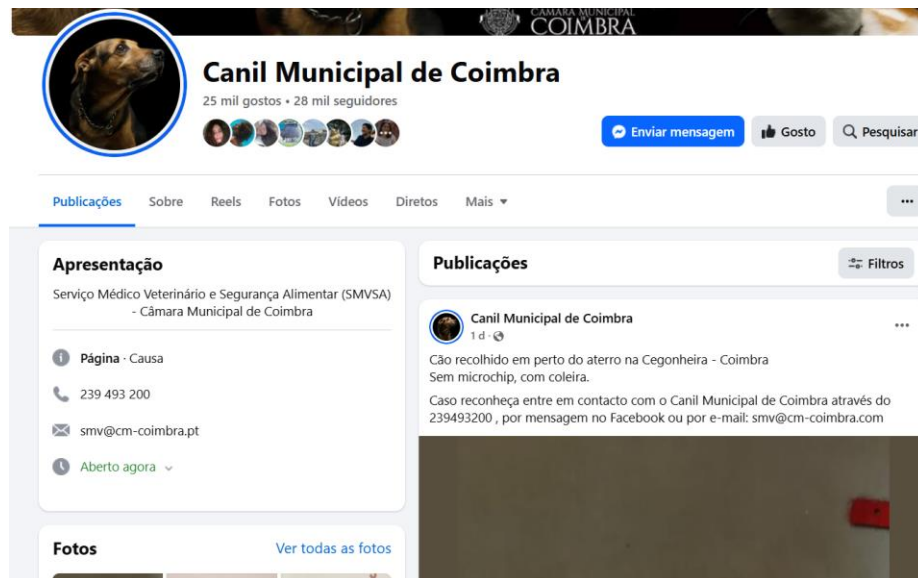 CÂMARA MUNICIPAL
COIMBRA
Canil Municipal de Coimbra
25 mil gostos • 28 mil seguidores
Enviar mensagem
Gosto
Pesquisar
Publicações
Sobre
Reels
Fotos
Vídeos
Diretos
Mais
Apresentação
Serviço Médico Veterinário e Segurança Alimentar (SMVSA)
- Câmara Municipal de Coimbra
Página · Causa
239 493 200
smv@cm-coimbra.pt
Aberto agora
Fotos
Ver todas as fotos
Publicações
Filtros
Canil Municipal de Coimbra
1 d ·
Cão recolhido em perto do aterro na Cegonheira - Coimbra
Sem microchip, com coleira.
Caso reconheça entre em contacto com o Canil Municipal de Coimbra através do
239493200 , por mensagem no Facebook ou por e-mail: smv@cm-coimbra.com